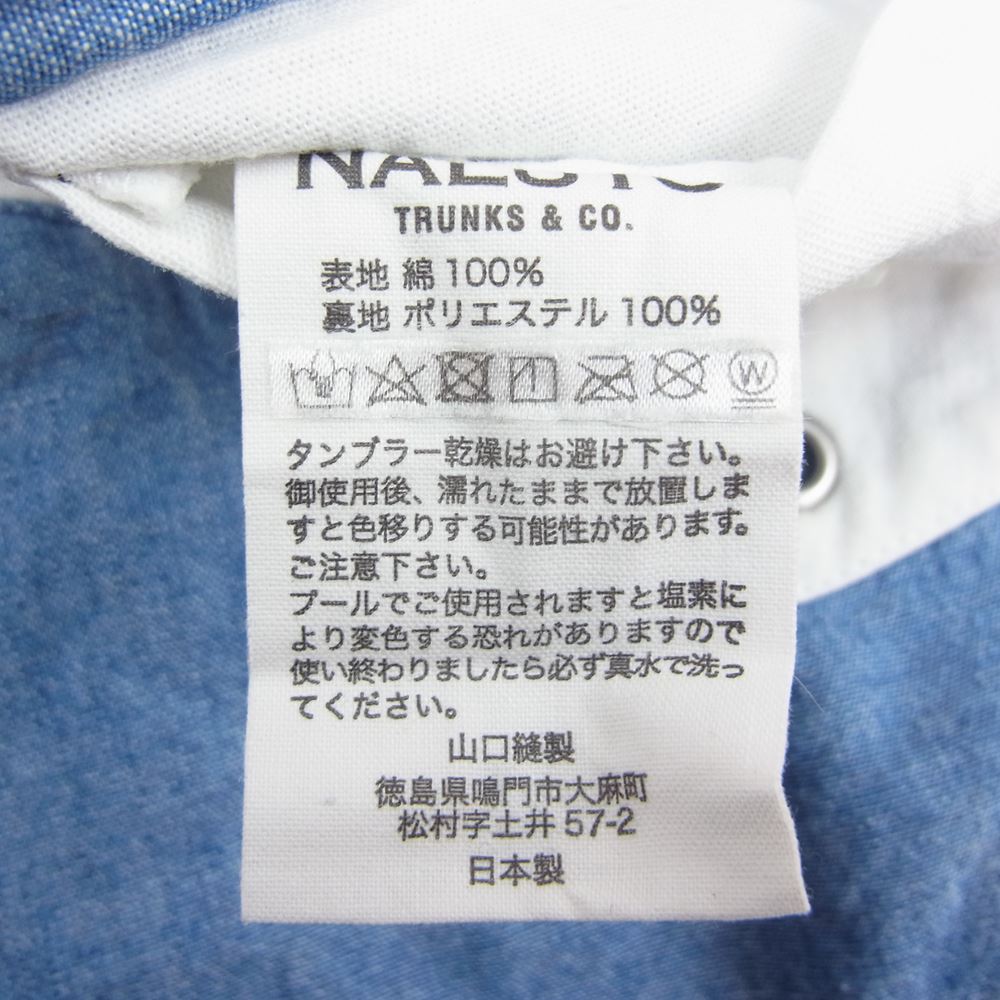 TRUNKS & CO.
表地 綿 100%
裏地 ポリエステル 100%
W
タンブラー乾燥はお避け下さい。
御使用後、濡れたままで放置しま
すと色移りする可能性があります。
ご注意下さい。
プールでご使用されますと塩素に
より変色する恐れがありますので
使い終わりましたら必ず真水で洗っ
てください。
山口縫製
徳島県鳴門市大麻町
松村字土井 57-2
日本製